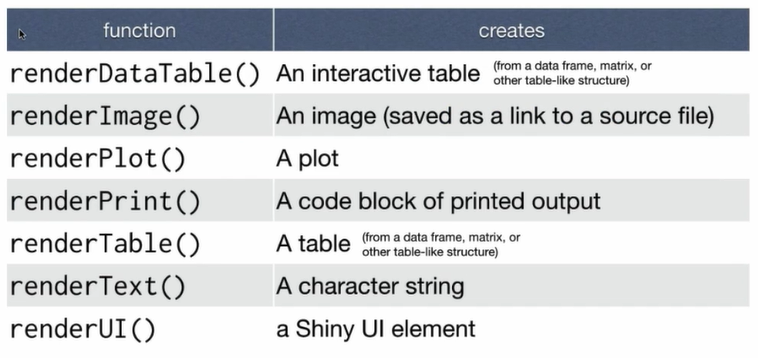 function creates
renderDataTable() An interactive table (from a data frame, matrix, or
other table-like structure)
renderImage() An image (saved as a link to a source file)
renderPlot() A plot
renderPrint() A code block of printed output
renderTable() A table (from a data frame, matrix, or
other table-like structure)
renderText() A character string
renderUI() a Shiny UI element